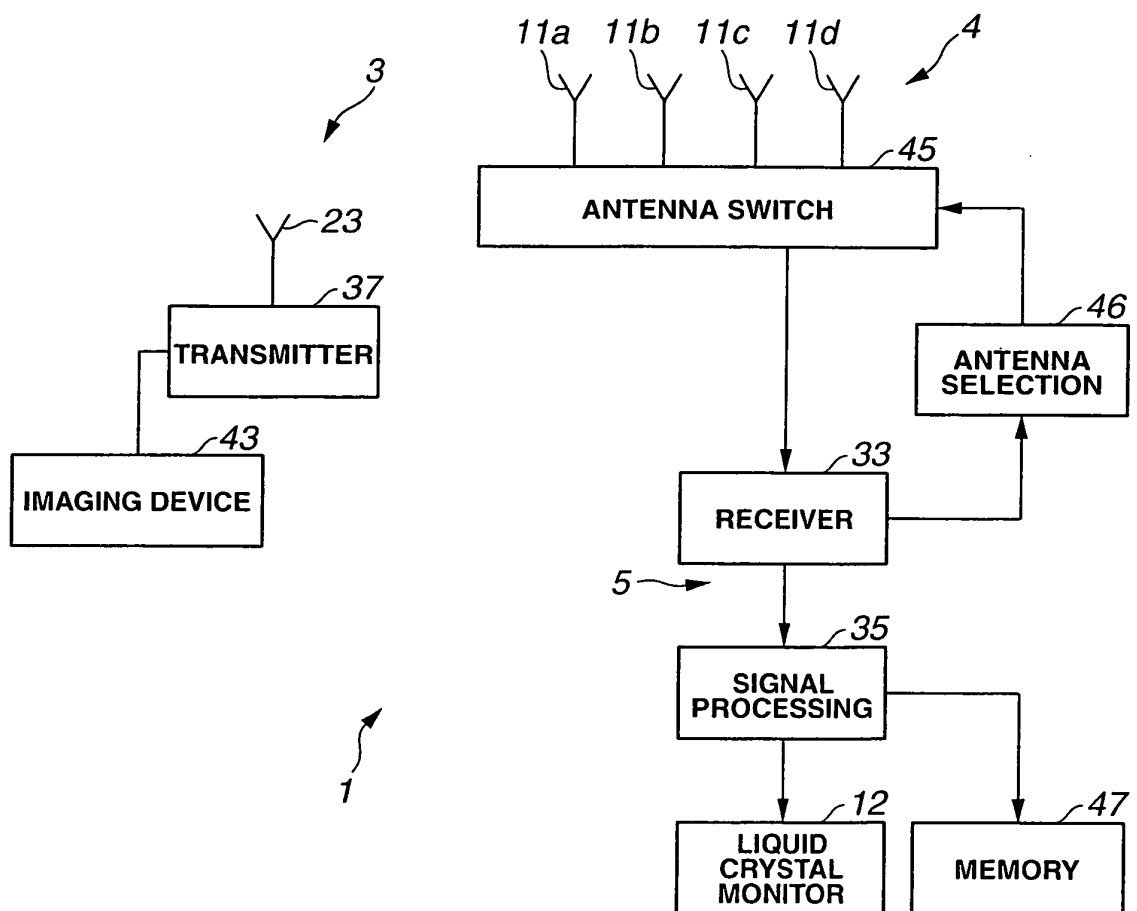 11a 11b 11c 11d 4
3
45
ANTENNA SWITCH
23
37
TRANSMITTER
46
ANTENNA
SELECTION
43
IMAGING DEVICE
33
RECEIVER
5
35
SIGNAL
PROCESSING
1
12
LIQUID
CRYSTAL
MONITOR
47
MEMORY